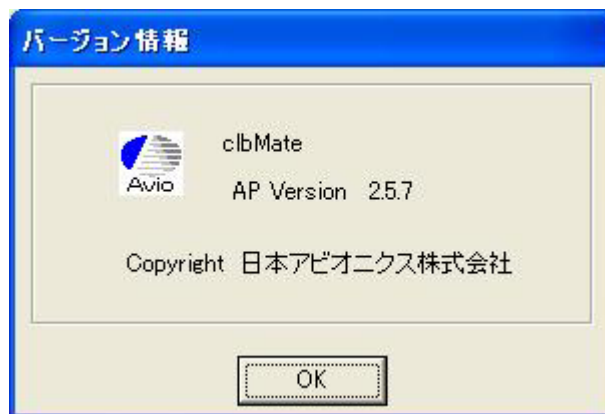 バージョン情報
clbMate
Avio
AP Version 2.5.7
Copyright 日本アビオニクス株式会社
OK